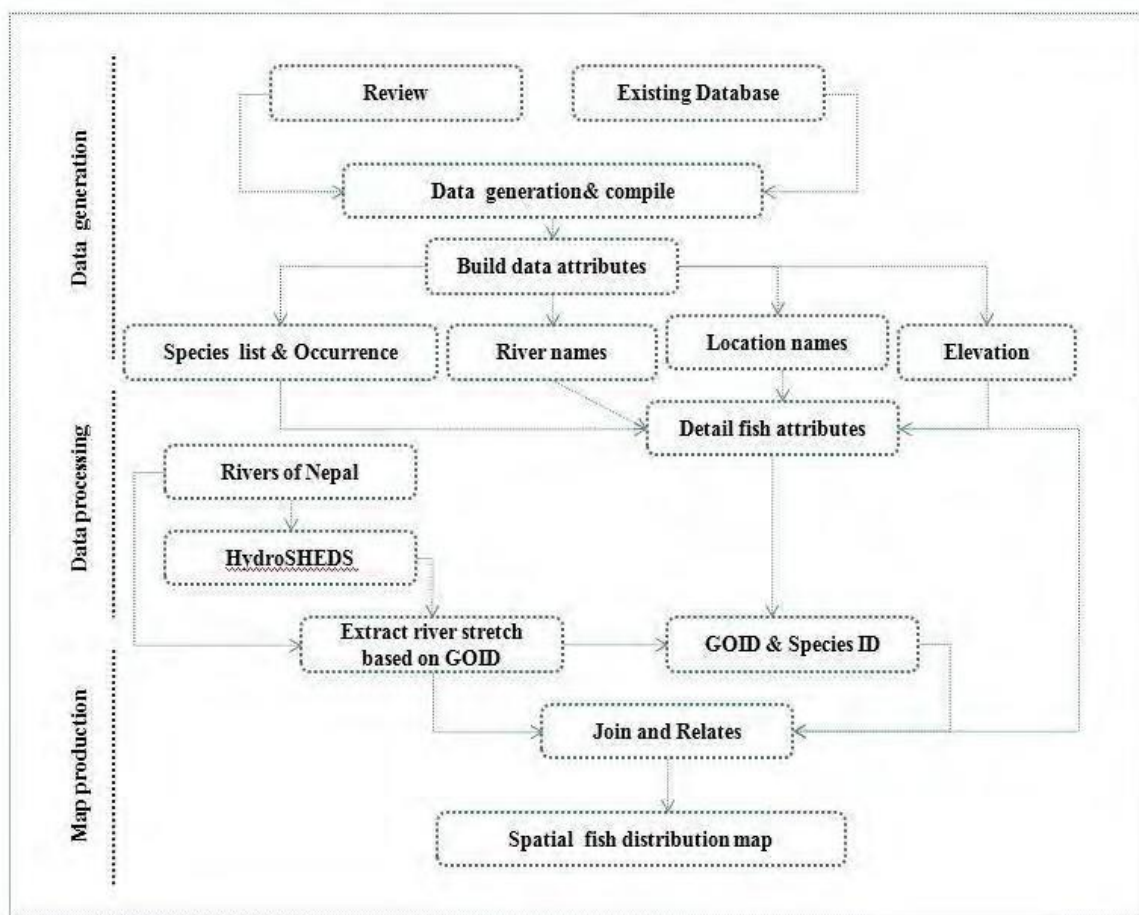 Review
Existing Database
Data generation& compile
Build data attributes
Species list & Occurrence
River names
Location names
Elevation
Data generation
Detail fish attributes
Rivers of Nepal
HydroSHEDS
Data processing
Extract river stretch
based on GOID
GOID & Species ID
Join and Relates
Spatial fish distribution map
Map production